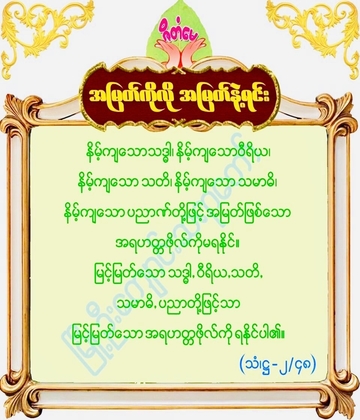 ဂီတံမေ
အမြတ်ကိုလို အမြတ်နဲ့ရင်း
နိမ့်ကျသောသဒ္ဓါ၊ နိမ့်ကျသောဝီရိယ၊
နိမ့်ကျသော သတိ၊ နိမ့်ကျသော သမာဓိ၊
နိမ့်ကျသော ပညာဏ်တို့ဖြင့် အမြတ်ဖြစ်သော
အရဟတ္တဖိုလ်ကိုမရနိုင်။
မြင့်မြတ်သော သဒ္ဓါ, ဝီရိယ, သတိ,
သမာဓိ, ပညာတို့ဖြင့်သာ
မြင့်မြတ်သော အရဟတ္တဖိုလ်ကို ရနိုင်ပါ၏။
(သံ၊ဋ္ဌ-၂/၄၈)